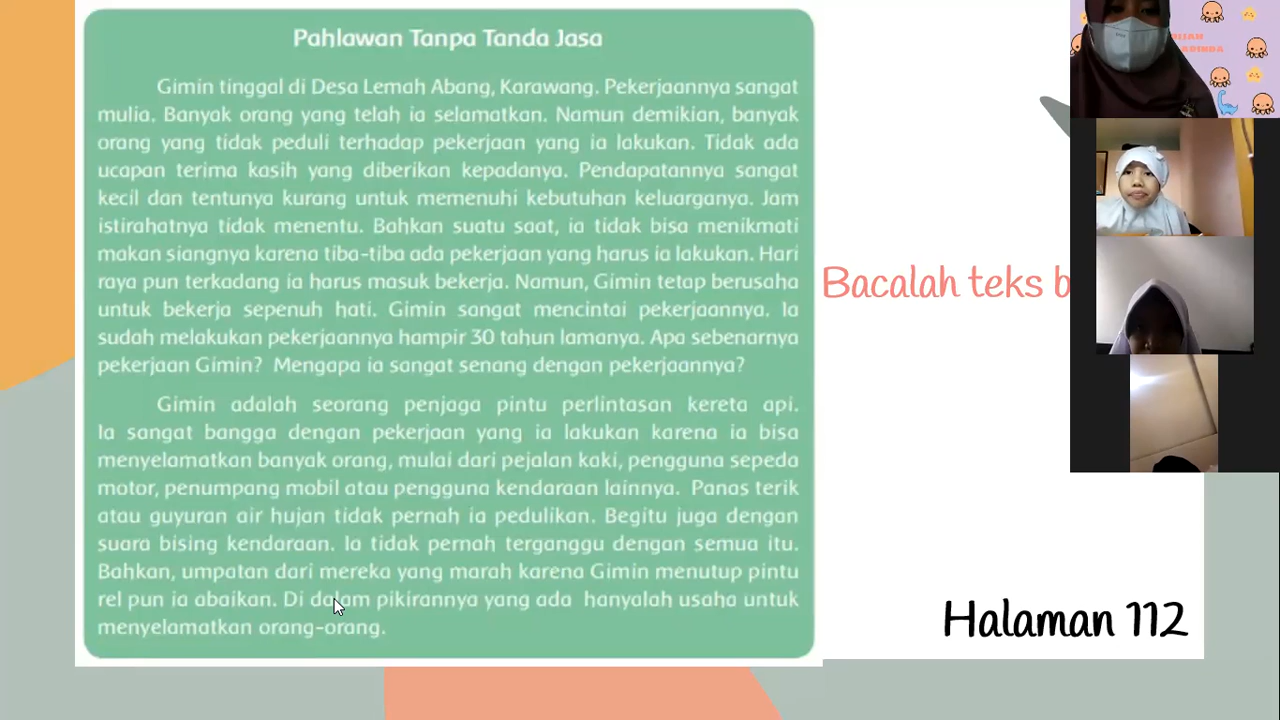 Pahlawan Tanpa Tanda Jasa
Gimin tinggal di Desa Lemah Abang, Karawang. Pekerjaannya sangat
mulia. Banyak orang yang telah ia selamatkan. Namun demikian, banyak
orang yang tidak peduli terhadap pekerjaan yang ia lakukan. Tidak ada
ucapan terima kasih yang diberikan kepadanya. Pendapatannya sangat
kecil dan tentunya kurang untuk memenuhi kebutuhan keluarganya. Jam
istirahatnya tidak menentu. Bahkan suatu saat, ia tidak bisa menikmati
makan siangnya karena tiba-tiba ada pekerjaan yang harus ia lakukan. Hari
raya pun terkadang ia harus masuk bekerja. Namun, Gimin tetap berusaha
untuk bekerja sepenuh hati. Gimin sangat mencintai pekerjaannya. Ia
sudah melakukan pekerjaannya hampir 30 tahun lamanya. Apa sebenarnya
pekerjaan Gimin? Mengapa ia sangat senang dengan pekerjaannya?
Gimin adalah seorang penjaga pintu perlintasan kereta api.
Ia sangat bangga dengan pekerjaan yang ia lakukan karena ia bisa
menyelamatkan banyak orang, mulai dari pejalan kaki, pengguna sepeda
motor, penumpang mobil atau pengguna kendaraan lainnya. Panas terik
atau guyuran air hujan tidak pernah ia pedulikan. Begitu juga dengan
suara bising kendaraan. Ia tidak pernah terganggu dengan semua itu.
Bahkan, umpatan dari mereka yang marah karena Gimin menutup pintu
rel pun ia abaikan. Di dalam pikirannya yang ada hanyalah usaha untuk
menyelamatkan orang-orang.
Bacalah teks b
Halaman 112